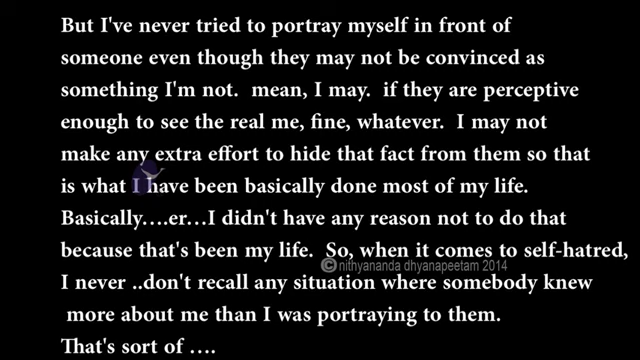 But I've never tried to portray myself in front of
someone even though they may not be convinced as
something I'm not.  mean, I may.  if they are perceptive
enough to see the real me, fine, whatever.  I may not
make any extra effort to hide that fact from them so that
is what I have been basically done most of my life.
Basically….er…I didn't have any reason not to do that
because that's been my life.  So, when it comes to self-hatred,
© nithyananda dhyanapeetam 2014
I never ..don't recall any situation where somebody knew
more about me than I was portraying to them.
That's sort of ….